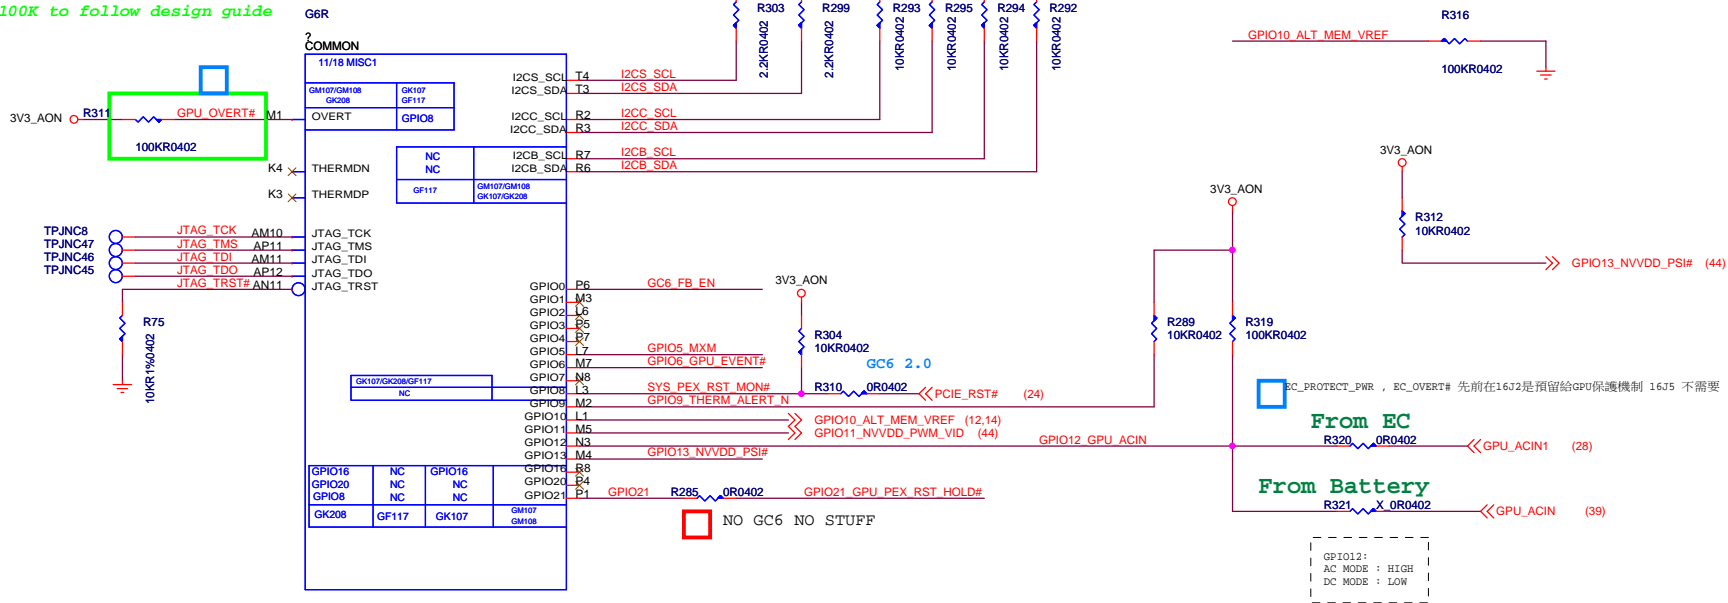 100K to follow design guide
G6R
?
COMMON
11/18 MISC1
GM107/GM108
GK208
GK107
GF117
OVERT
GPIO8
3V3_AON
R311
GPU_OVERT#
M1
100KR0402
K4
THERMDN
K3
THERMDP
NC
NC
GF117
GM107/GM108
GK107/GK208
TPJNC8
JTAG_TCK
AM10
JTAG_TCK
TPJNC47
JTAG_TMS
AP11
JTAG_TMS
TPJNC46
JTAG_TDI
AM11
JTAG_TDI
TPJNC45
JTAG_TDO
AP12
JTAG_TDO
JTAG_TRST#
AN11
JTAG_TRST
R75
10KR1%0402
R303
2.2KR0402
R299
2.2KR0402
R293
10KR0402
R295
10KR0402
R294
10KR0402
R292
10KR0402
I2CS_SCL
T4
I2CS_SCL
I2CS_SDA
T3
I2CS_SDA
I2CC_SCL
R2
I2CC_SCL
I2CC_SDA
R3
I2CC_SDA
I2CB_SCL
R7
I2CB_SCL
I2CB_SDA
R6
I2CB_SDA
GPIO0
P6
GC6_FB_EN
GPIO1
M3
GPIO2
L6
GPIO3
P5
GPIO4
P7
GPIO5
L7
GPIO5_MXM
GPIO6
M7
GPIO6_GPU_EVENT#
GPIO7
N8
GPIO8
L3
SYS_PEX_RST_MON#
GPIO9
M2
GPIO9_THERM_ALERT_N
GPIO10
L1
GPIO10_ALT_MEM_VREF (12,14)
GPIO11
M5
GPIO11_NVVDD_PWM_VID (44)
GPIO12
N3
GPIO12_GPU_ACIN
GPIO13
M4
GPIO13_NVVDD_PSI#
GPIO16
R8
GPIO20
P4
GPIO21
P1
GPIO21
R285
0R0402
GPIO21_GPU_PEX_RST_HOLD#
NO GC6 NO STUFF
GK107/GK208/GF117
NC
GPIO16
NC
GPIO16
GPIO20
NC
NC
GPIO8
NC
NC
GK208
GF117
GK107
GM107
GM108
3V3_AON
R304
10KR0402
GC6 2.0
R310
0R0402
PCIE_RST#
(24)
GPIO10_ALT_MEM_VREF
R316
100KR0402
3V3_AON
R312
10KR0402
GPIO13_NVVDD_PSI# (44)
3V3_AON
R289
10KR0402
R319
100KR0402
EC_PROTECT_PWR , EC_OVERT# 先前在16J2是預留給GPU保護機制 16J5 不需要
From EC
R320
0R0402
GPU_ACIN1
(28)
From Battery
R321
X_0R0402
GPU_ACIN
(39)
GPIO12:
AC MODE : HIGH
DC MODE : LOW